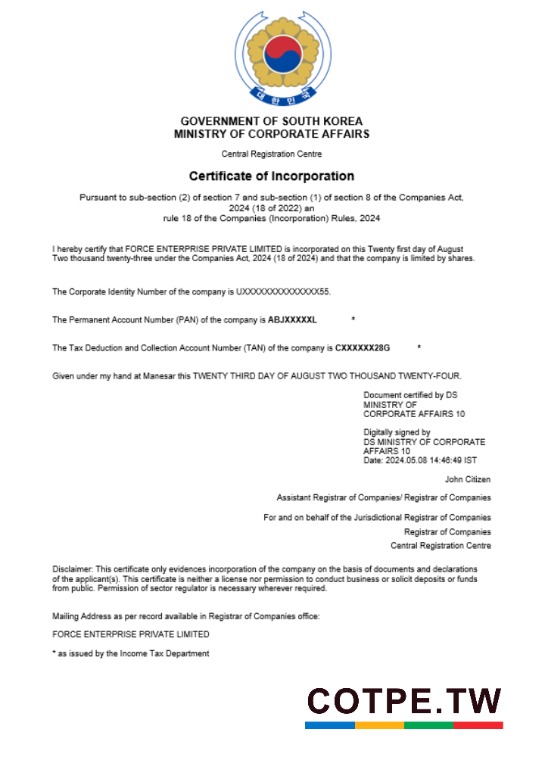 대한민국
GOVERNMENT OF SOUTH KOREA
MINISTRY OF CORPORATE AFFAIRS
Central Registration Centre
Certificate of Incorporation
Pursuant to sub-section (2) of section 7 and sub-section (1) of section 8 of the Companies Act,
2024 (18 of 2022) an
rule 18 of the Companies (Incorporation) Rules, 2024
I hereby certify that FORCE ENTERPRISE PRIVATE LIMITED is incorporated on this Twenty first day of August
Two thousand twenty-three under the Companies Act, 2024 (18 of 2024) and that the company is limited by shares.
The Corporate Identity Number of the company is UXXXXXXXXXXXXXX55.
The Permanent Account Number (PAN) of the company is ABJXXXXXL *
The Tax Deduction and Collection Account Number (TAN) of the company is CXXXXXX28G *
Given under my hand at Manesar this TWENTY THIRD DAY OF AUGUST TWO THOUSAND TWENTY-FOUR.
Document certified by DS
MINISTRY OF
CORPORATE AFFAIRS 10
Digitally signed by
DS MINISTRY OF CORPORATE
AFFAIRS 10
Date: 2024.05.08 14:46:49 IST
John Citizen
Assistant Registrar of Companies/ Registrar of Companies
For and on behalf of the Jurisdictional Registrar of Companies
Registrar of Companies
Central Registration Centre
Disclaimer: This certificate only evidences incorporation of the company on the basis of documents and declarations
of the applicant(s). This certificate is neither a license nor permission to conduct business or solicit deposits or funds
from public. Permission of sector regulator is necessary wherever required.
Mailing Address as per record available in Registrar of Companies office:
FORCE ENTERPRISE PRIVATE LIMITED
* as issued by the Income Tax Department
COTPE.TW